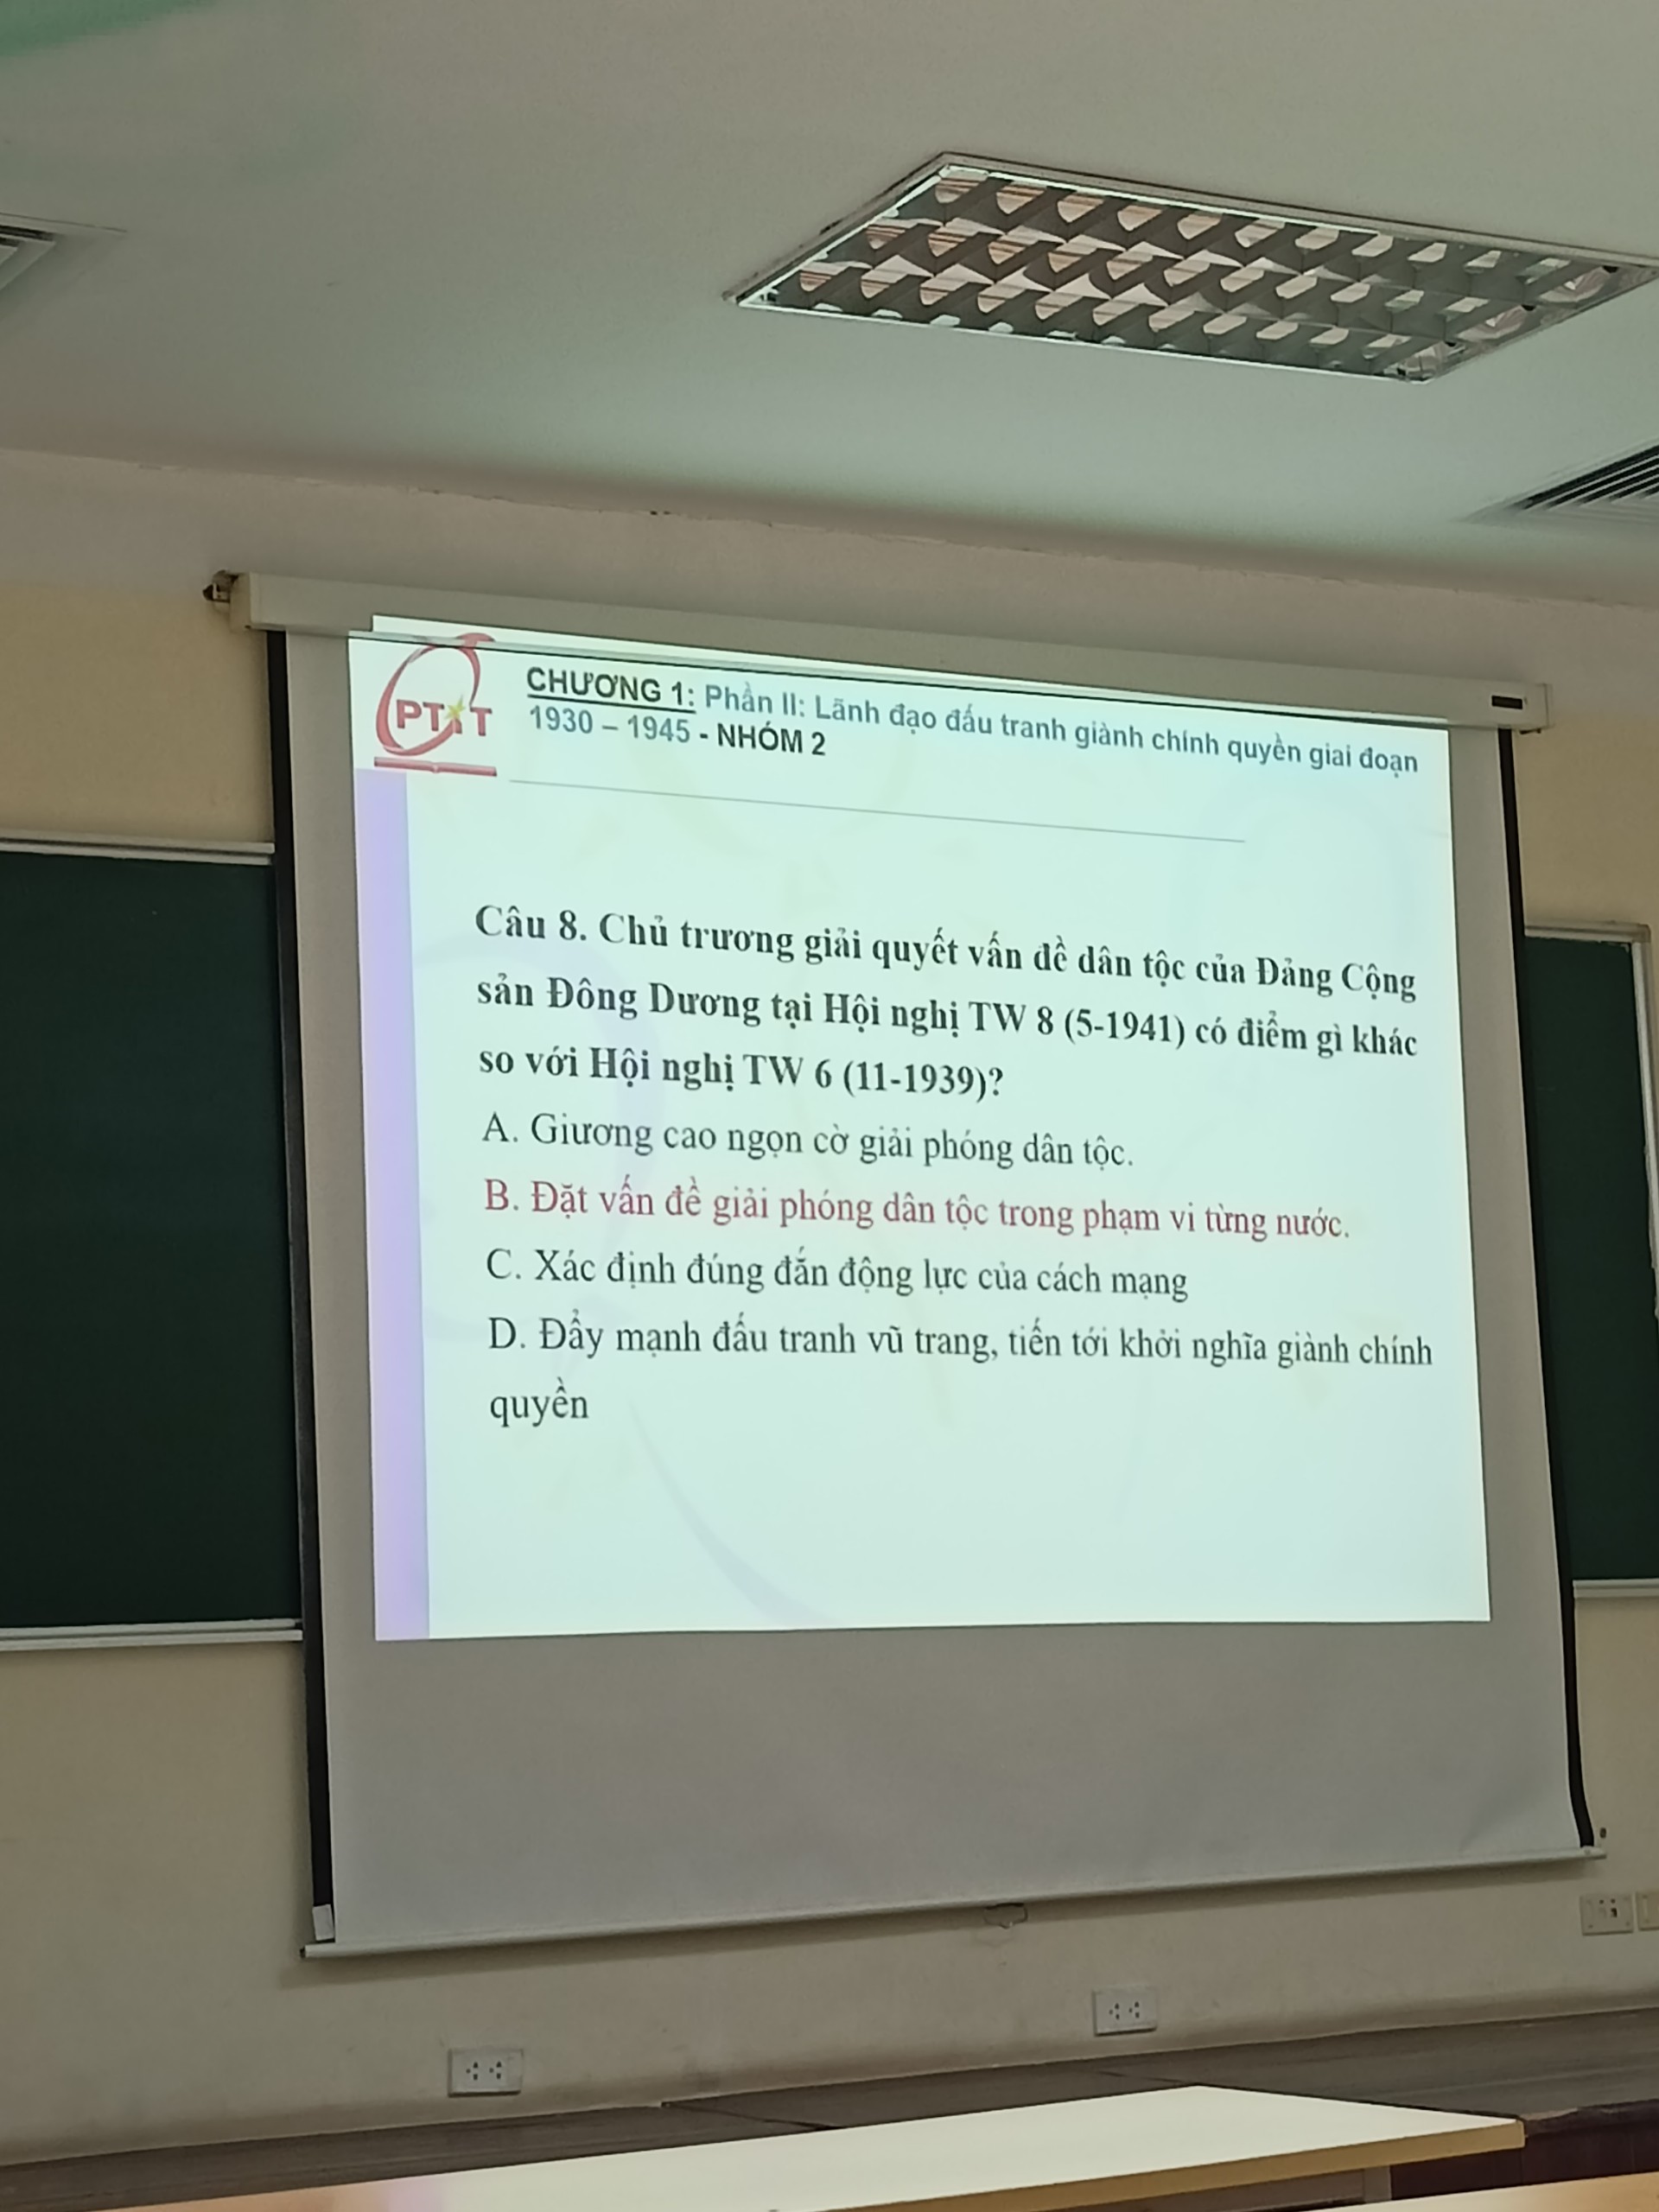 PTIT
CHƯƠNG 1: Phần II: Lãnh đạo đấu tranh giành chính quyền giai đoạn
1930 – 1945 - NHÓM 2
Câu 8. Chủ trương giải quyết vấn đề dân tộc của Đảng Cộng
sản Đông Dương tại Hội nghị TW 8 (5-1941) có điểm gì khác
so với Hội nghị TW 6 (11-1939)?
A. Giương cao ngọn cờ giải phóng dân tộc.
B. Đặt vấn đề giải phóng dân tộc trong phạm vi từng nước.
C. Xác định đúng đắn động lực của cách mạng
D. Đẩy mạnh đấu tranh vũ trang, tiến tới khởi nghĩa giành chính
quyền